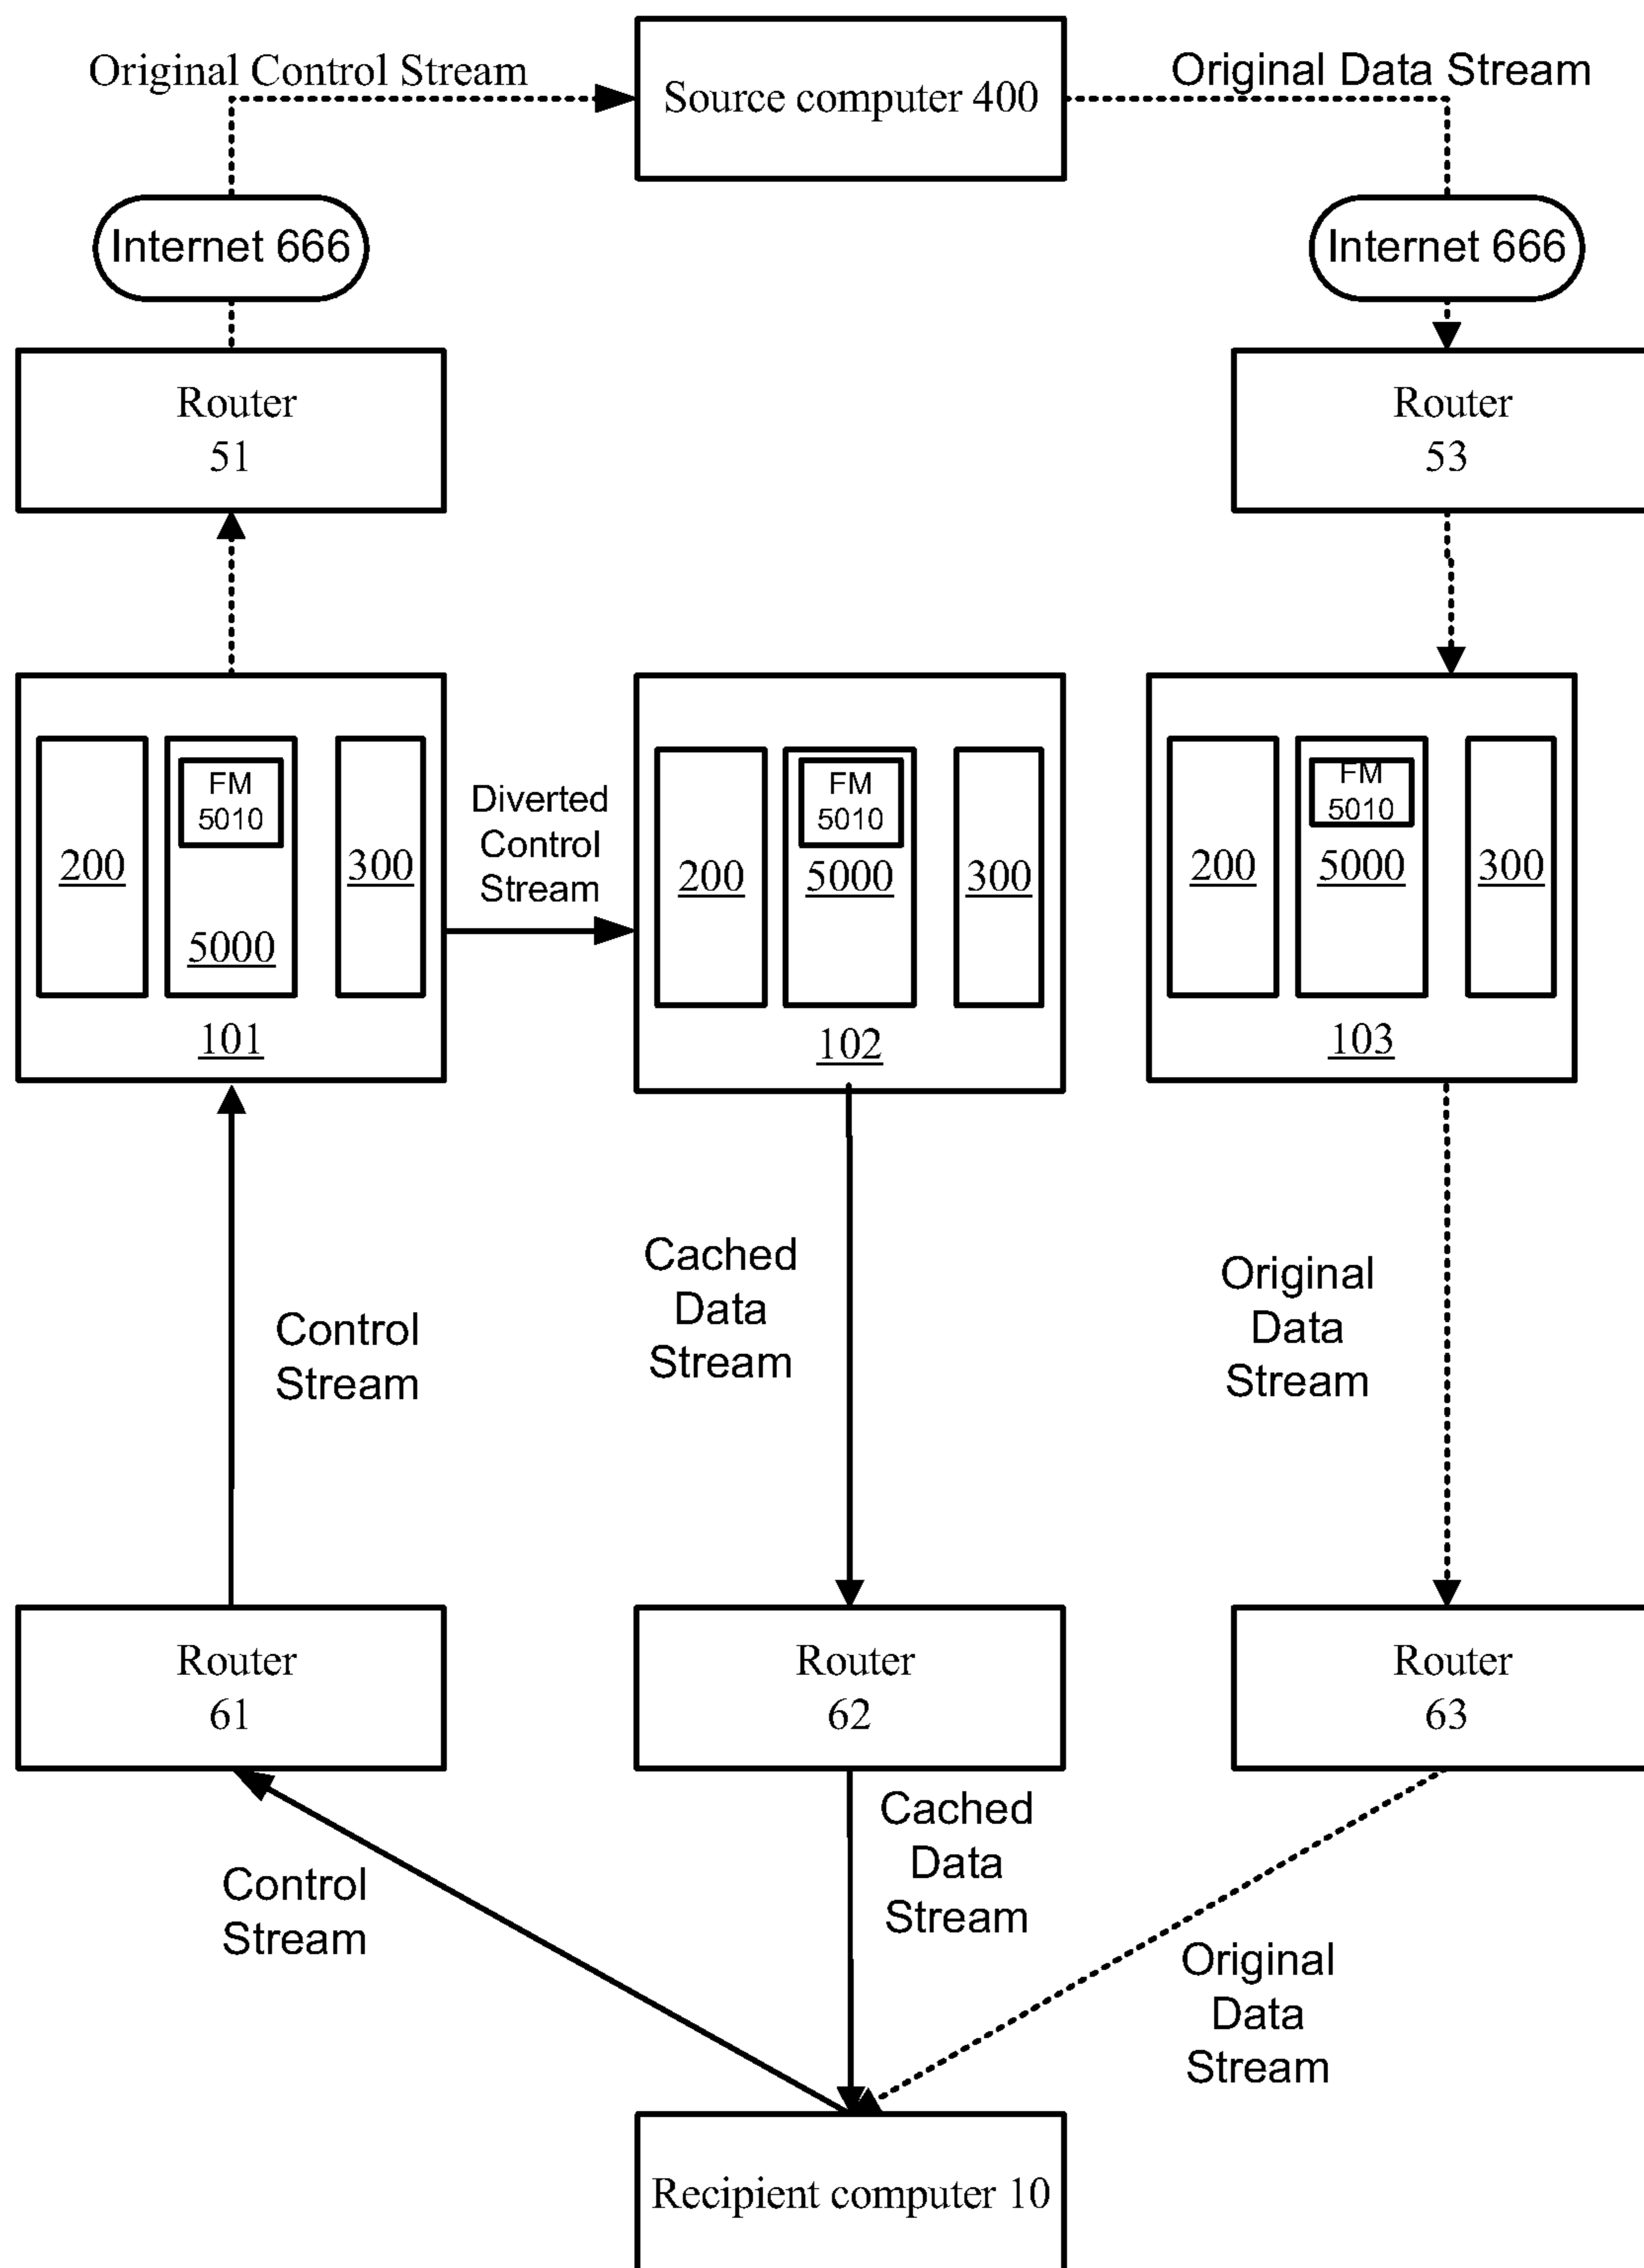 Original Control Stream
Source computer 400
Original Data Stream
Internet 666
Internet 666
Router
51
Router
53
FM
5010
200
5000
300
101
Diverted
Control
Stream
FM
5010
200
5000
300
102
FM
5010
200
5000
300
103
Control
Stream
Cached
Data
Stream
Original
Data
Stream
Router
61
Router
62
Router
63
Control
Stream
Cached
Data
Stream
Original
Data
Stream
Recipient computer 10